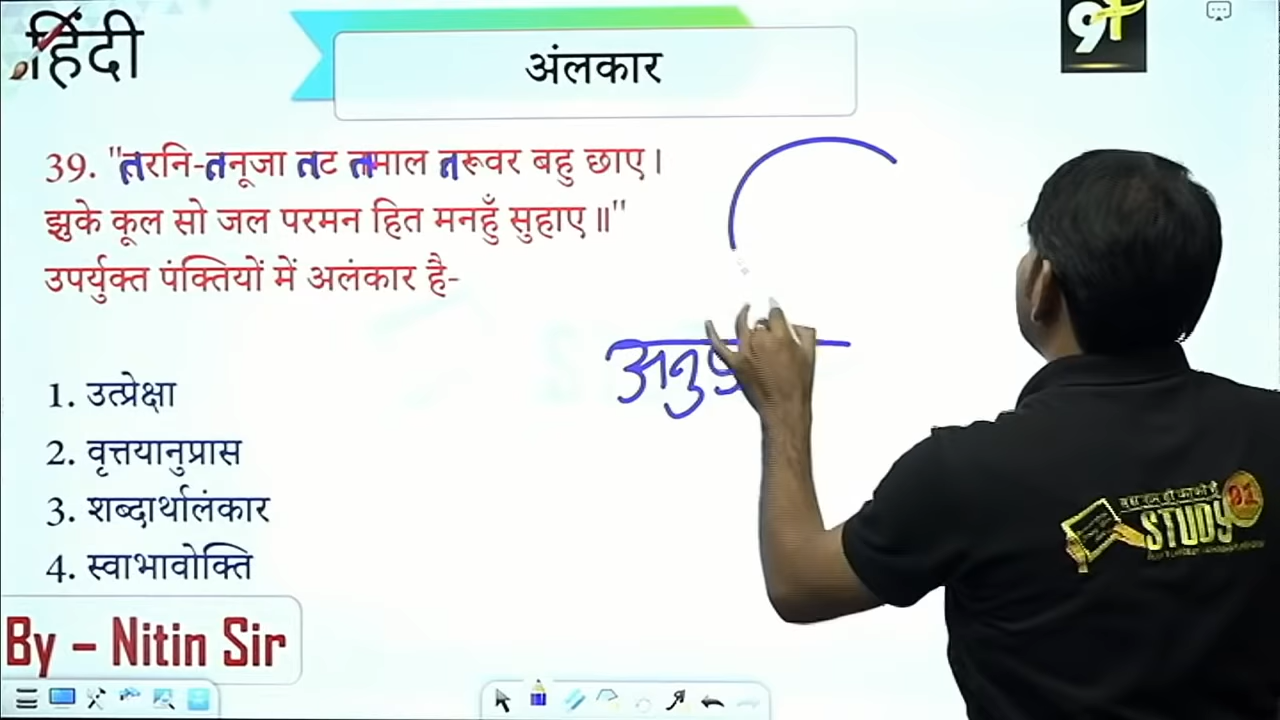 हिंदी
अंलकार
39. "तरनि-तनूजा तट तमाल तरूवर बहु छाए।
झुके कूल सो जल परमन हित मनहुँ सुहाए॥"
उपर्युक्त पंक्तियों में अलंकार है-
अनुप्र
1. उत्प्रेक्षा
2. वृत्तयानुप्रास
3. शब्दार्थालंकार
4. स्वाभावोक्ति
By – Nitin Sir
STUDY 91